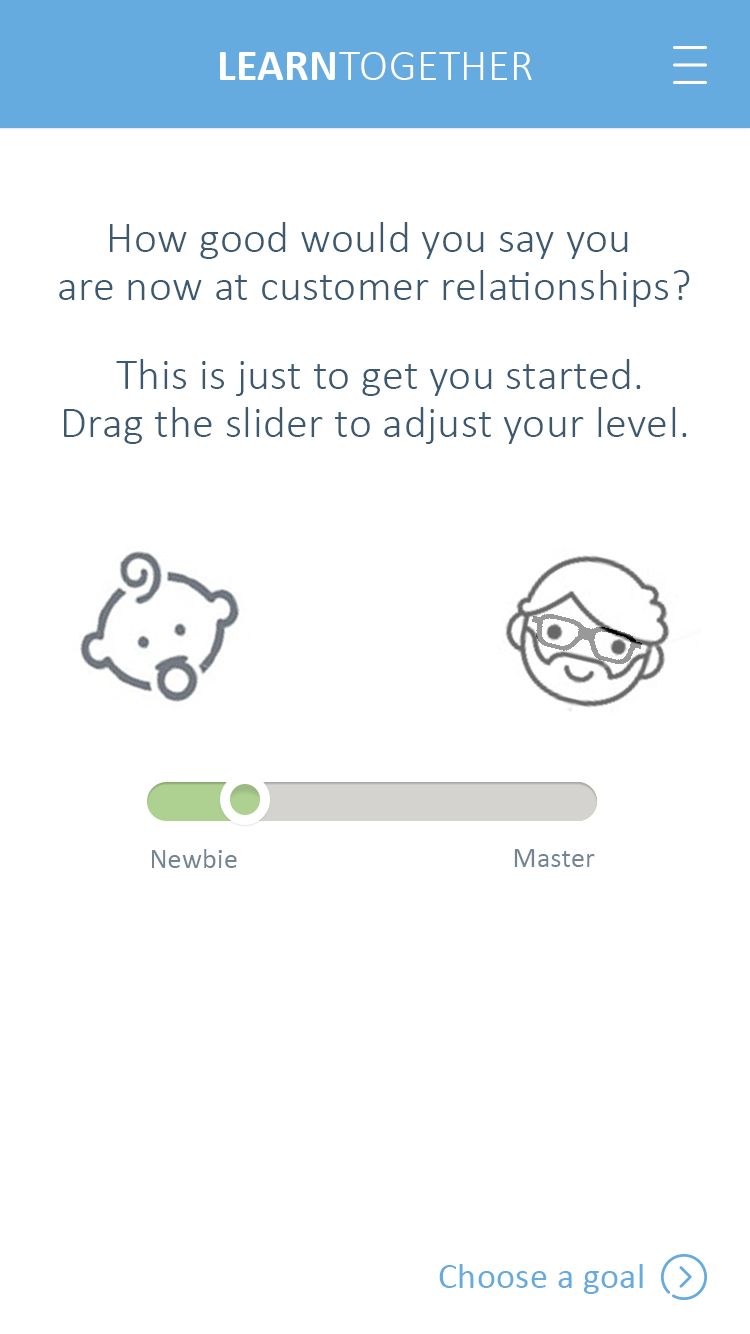 LEARNTOGETHER
How good would you say you
are now at customer relationships?
This is just to get you started.
Drag the slider to adjust your level.
Newbie
Master
Choose a goal